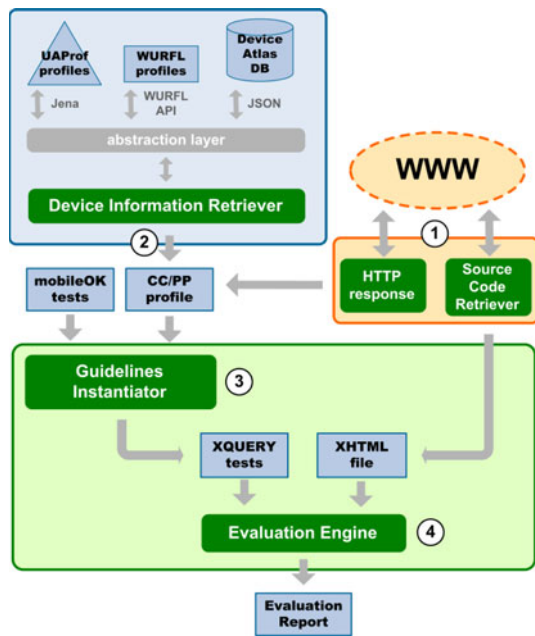 UAProf
profiles
WURFL
profiles
Device
Atlas
DB
Jena
WURFL
API
JSON
abstraction layer
Device Information Retriever
2
WWW
1
HTTP
response
Source
Code
Retriever
mobileOK
tests
CC/PP
profile
Guidelines
Instantiator
3
XQUERY
tests
XHTML
file
Evaluation Engine
4
Evaluation
Report